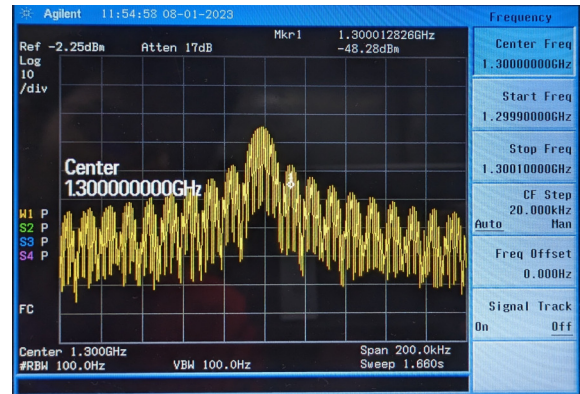 Agilent 11:54:58 08-01-2023
Frequency
Mkr1 1.300012826GHz
Ref -2.25dBm Atten 17dB -48.28dBm
Log
10
/div
Center
1.300000000GHz
W1 P
S2 P
S3 P
S4 P
FC
Center 1.300GHz Span 200.0kHz
#RBW 100.0Hz VBW 100.0Hz Sweep 1.660s
Center Freq
1.30000000GHz
Start Freq
1.29990000GHz
Stop Freq
1.30010000GHz
CF Step
20.000kHz
Auto Man
Freq Offset
0.000Hz
Signal Track
On Off